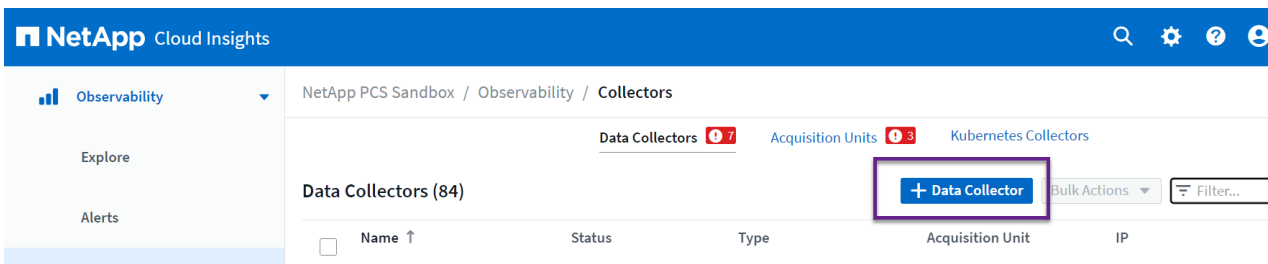 NetApp Cloud Insights
Observability
NetApp PCS Sandbox / Observability / Collectors
Data Collectors 7 Acquisition Units 3 Kubernetes Collectors
Explore
Data Collectors (84) + Data Collector Bulk Actions Filter...
Alerts
Name ↑ Status Type Acquisition Unit IP